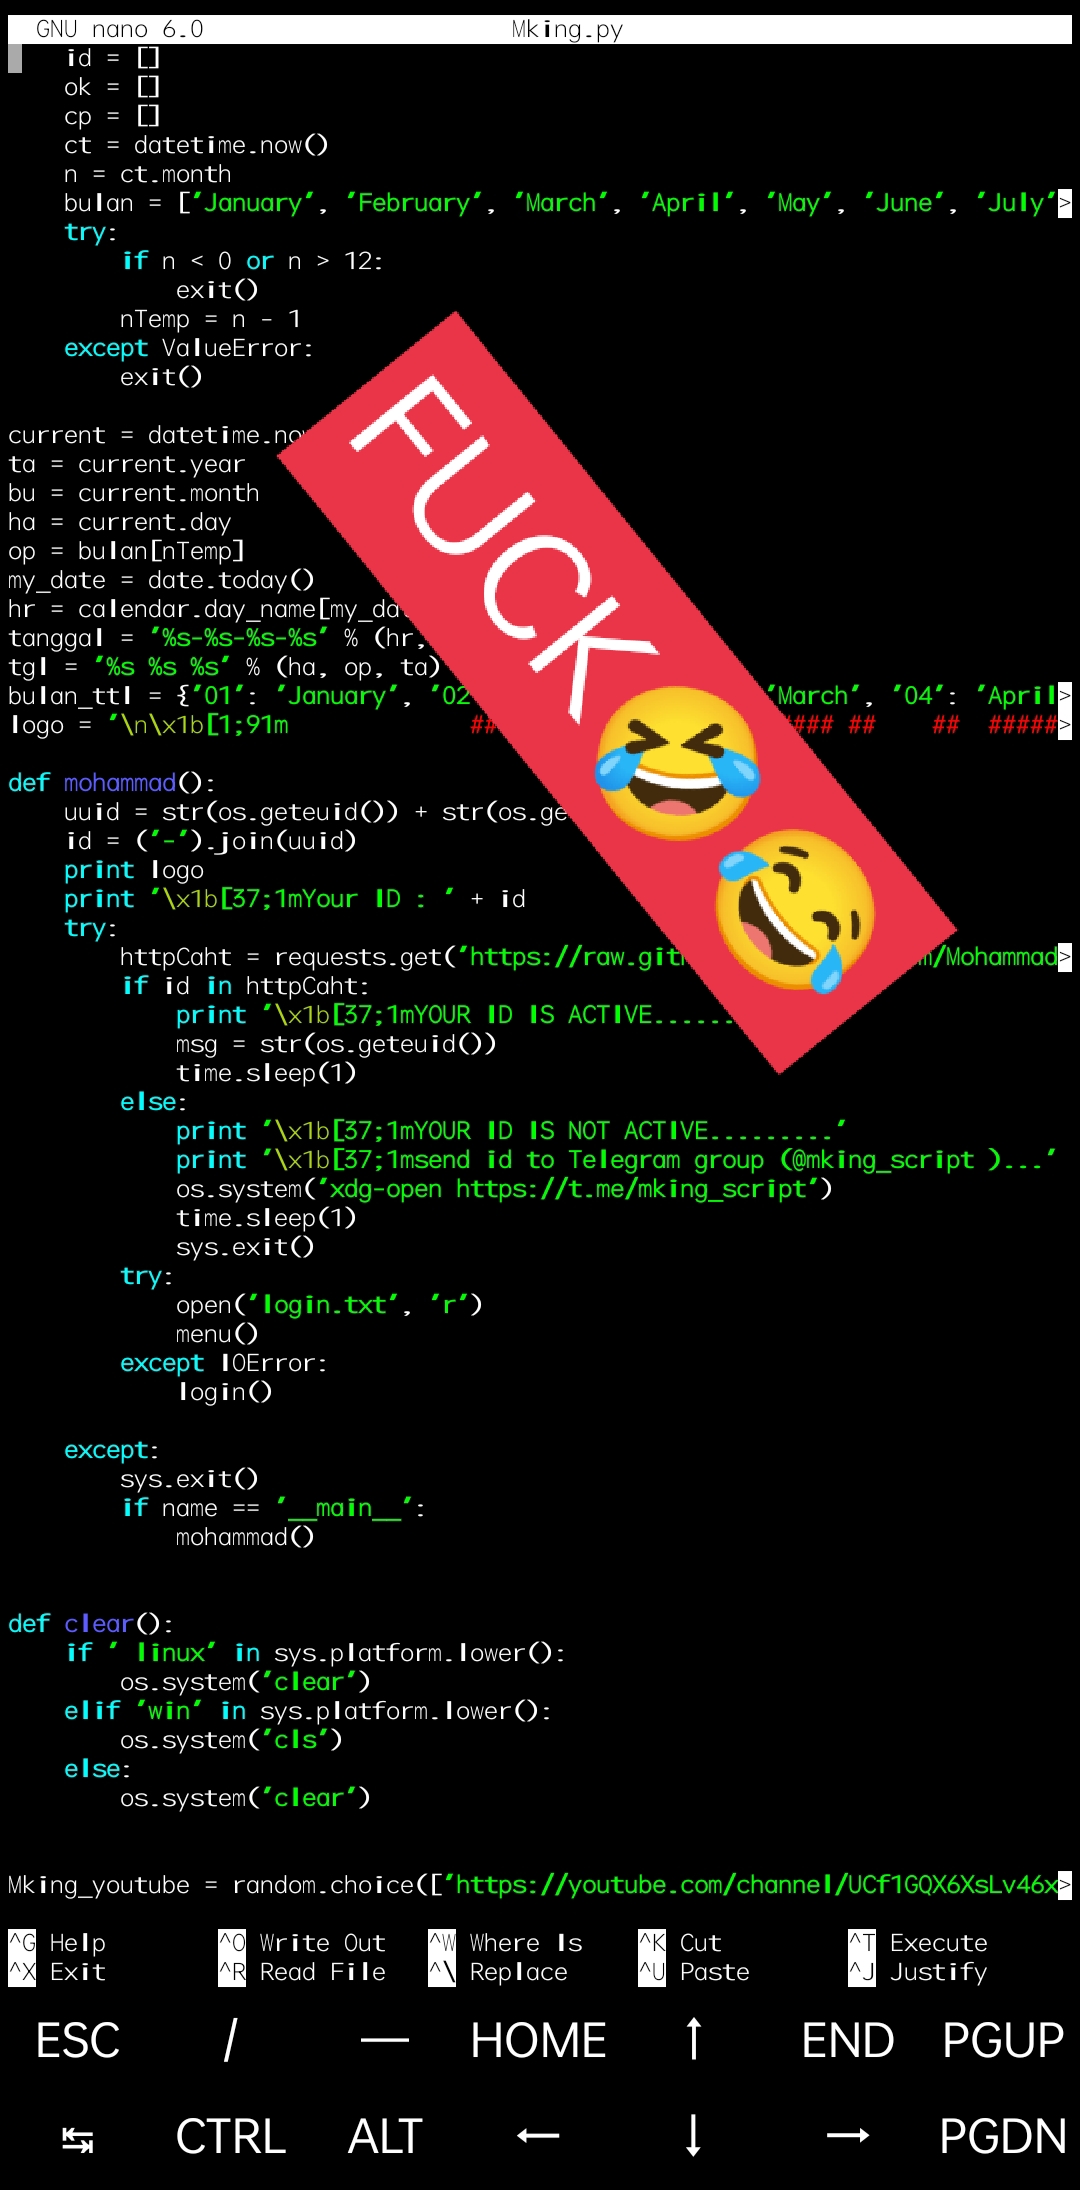 GNU nano 6.0 Mking.py
id = []
ok = []
cp = []
ct = datetime.now()
n = ct.month
bulan = ['January', 'February', 'March', 'April', 'May', 'June', 'July'>
try:
if n < 0 or n > 12:
exit()
nTemp = n - 1
except ValueError:
exit()
current = datetime.now
ta = current.year
bu = current.month
ha = current.day
op = bulan[nTemp]
my_date = date.today()
hr = calendar.day_name[my_da
tanggal = '%s-%s-%s-%s' % (hr,
tgl = '%s %s %s' % (ha, op, ta)
bulan_ttl = {'01': 'January', '02 'March', '04': 'April>
logo = '\n\x1b[1;91m ## #### ## ## #####>
def mohammad():
uuid = str(os.geteuid()) + str(os.ge
id = ('-').join(uuid)
print logo
print '\x1b[37;1mYour ID : ' + id
try:
httpCaht = requests.get('https://raw.git m/Mohammad>
if id in httpCaht:
print '\x1b[37;1mYOUR ID IS ACTIVE......
msg = str(os.geteuid())
time.sleep(1)
else:
print '\x1b[37;1mYOUR ID IS NOT ACTIVE.........'
print '\x1b[37;1msend id to Telegram group (@mking_script )...'
os.system('xdg-open https://t.me/mking_script')
time.sleep(1)
sys.exit()
try:
open('login.txt', 'r')
menu()
except IOError:
login()
except:
sys.exit()
if name == '__main__':
mohammad()
def clear():
if ' linux' in sys.platform.lower():
os.system('clear')
elif 'win' in sys.platform.lower():
os.system('cls')
else:
os.system('clear')
Mking_youtube = random.choice(['https://youtube.com/channel/UCf1GQX6XsLv46x>
FUCK😂🤣
^G Help ^O Write Out ^W Where Is ^K Cut ^T Execute
^X Exit ^R Read File ^\ Replace ^U Paste ^J Justify
ESC / — HOME ↑ END PGUP
↹ CTRL ALT ← ↓ → PGDN